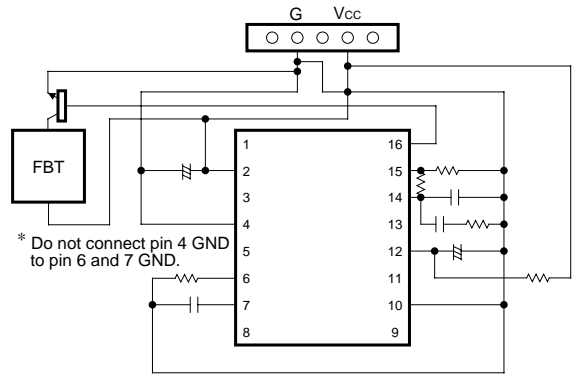 G Vcc
1 16
2 15
3 14
4 13
5 12
6 11
7 10
8 9
FBT
* Do not connect pin 4 GND
to pin 6 and 7 GND.